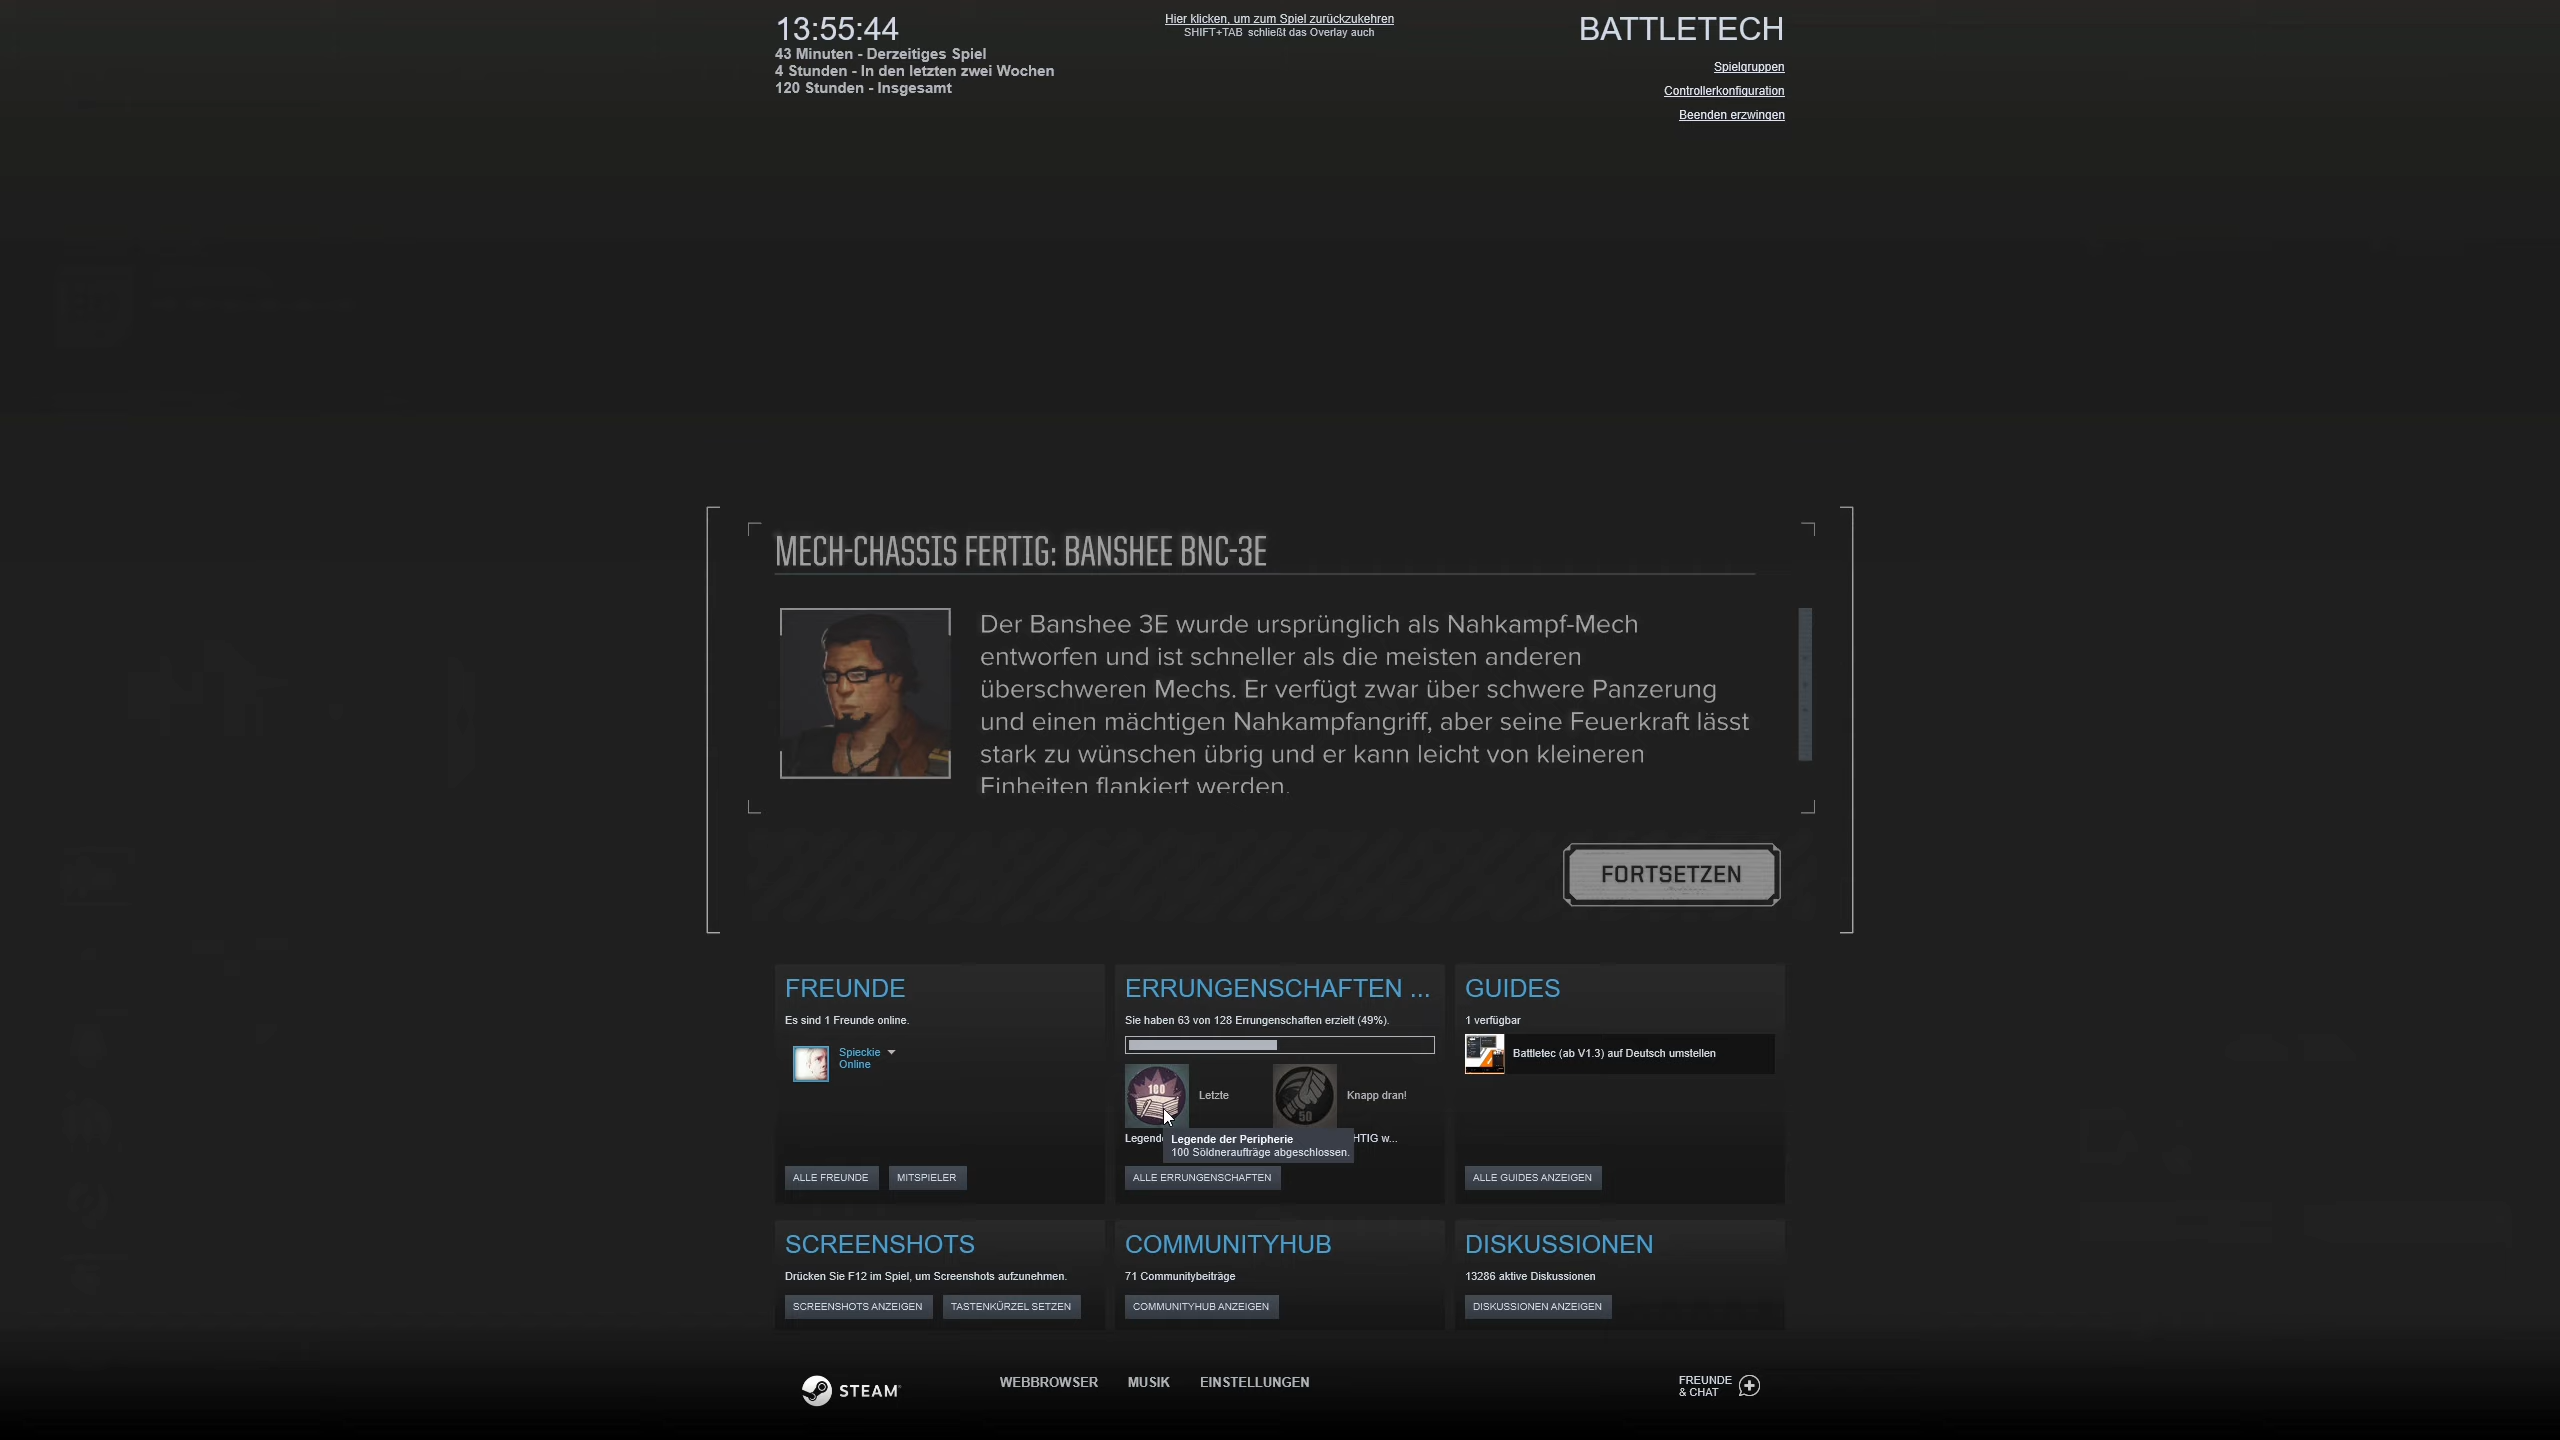 13:55:44
43 Minuten - Derzeitiges Spiel
4 Stunden - In den letzten zwei Wochen
120 Stunden - Insgesamt
Hier klicken, um zum Spiel zurückzukehren
SHIFT+TAB schließt das Overlay auch
BATTLETECH
Spielgruppen
Controllerkonfiguration
Beenden erzwingen
MECH-CHASSIS FERTIG: BANSHEE BNC-3E
Der Banshee 3E wurde ursprünglich als Nahkampf-Mech
entworfen und ist schneller als die meisten anderen
überschweren Mechs. Er verfügt zwar über schwere Panzerung
und einen mächtigen Nahkampfangriff, aber seine Feuerkraft lässt
stark zu wünschen übrig und er kann leicht von kleineren
Einheiten flankiert werden.
FORTSETZEN
FREUNDE
Es sind 1 Freunde online.
Spieckie
Online
ALLE FREUNDE
MITSPIELER
ERRUNGENSCHAFTEN ...
Sie haben 63 von 128 Errungenschaften erzielt (49%).
100
Letzte
50
Knapp dran!
Legend
HTIG w...
Legende der Peripherie
100 Söldneraufträge abgeschlossen.
ALLE ERRUNGENSCHAFTEN
GUIDES
1 verfügbar
Battletec (ab V1.3) auf Deutsch umstellen
ALLE GUIDES ANZEIGEN
SCREENSHOTS
Drücken Sie F12 im Spiel, um Screenshots aufzunehmen.
SCREENSHOTS ANZEIGEN
TASTENKÜRZEL SETZEN
COMMUNITYHUB
71 Communitybeiträge
COMMUNITYHUB ANZEIGEN
DISKUSSIONEN
13286 aktive Diskussionen
DISKUSSIONEN ANZEIGEN
STEAM
WEBBROWSER
MUSIK
EINSTELLUNGEN
FREUNDE
& CHAT